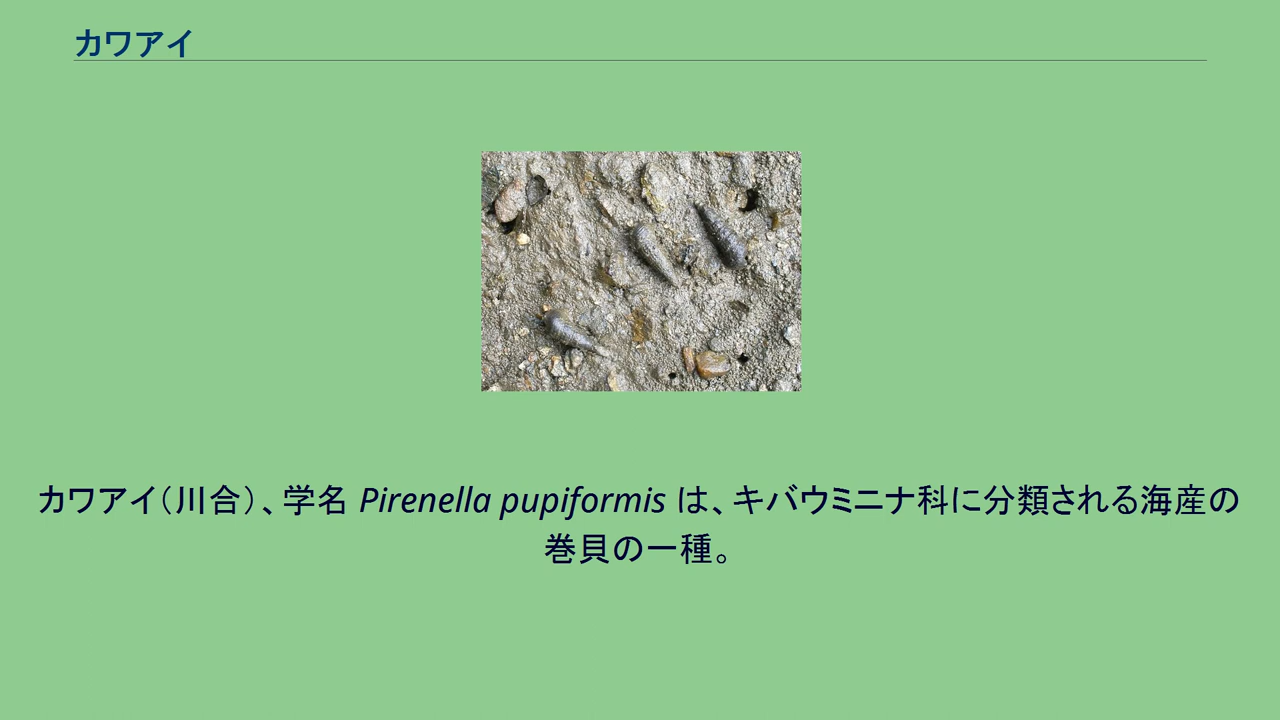 カワアイ
カワアイ（川合）、学名 Pirenella pupiformis は、キバウミニナ科に分類される海産の
巻貝の一種。